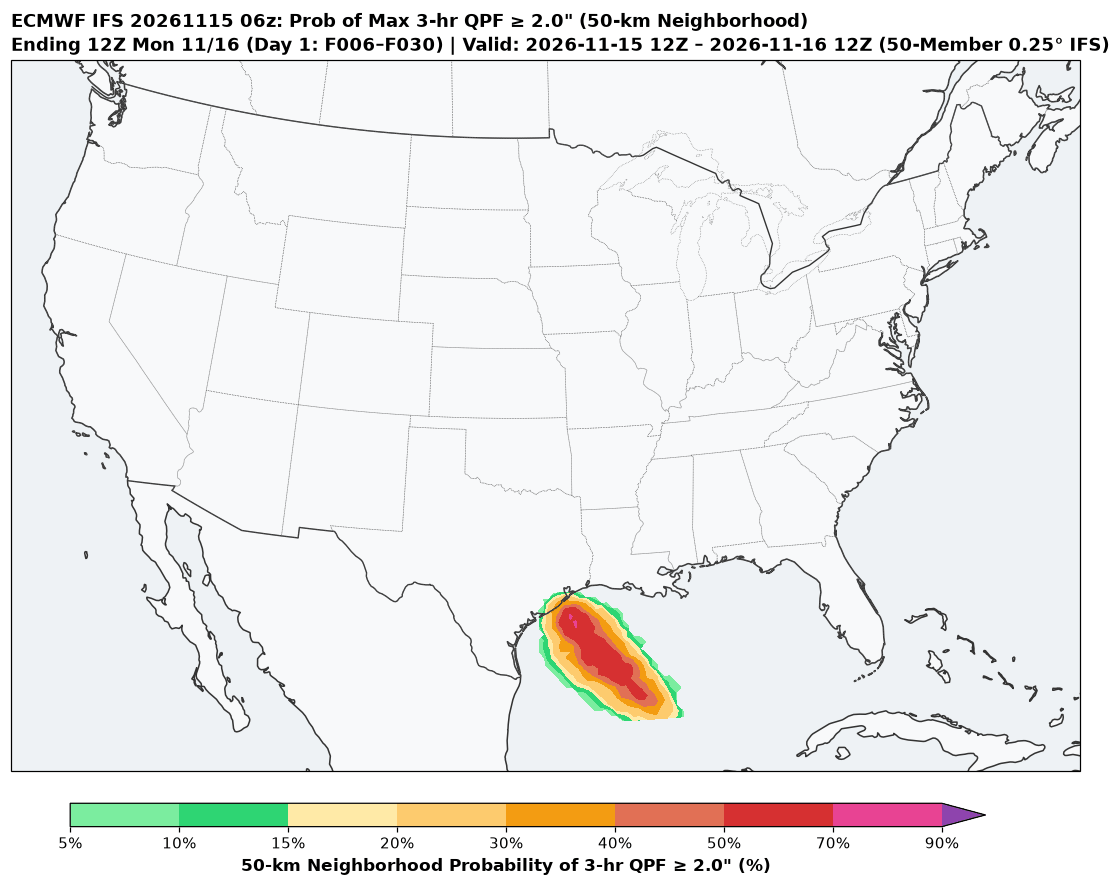 ECMWF IFS 20261115 06z: Prob of Max 3-hr QPF ≥ 2.0" (50-km Neighborhood)
Ending 12Z Mon 11/16 (Day 1: F006–F030) | Valid: 2026-11-15 12Z – 2026-11-16 12Z (50-Member 0.25° IFS)
5% 10% 15% 20% 30% 40% 50% 70% 90%
50-km Neighborhood Probability of 3-hr QPF ≥ 2.0" (%)